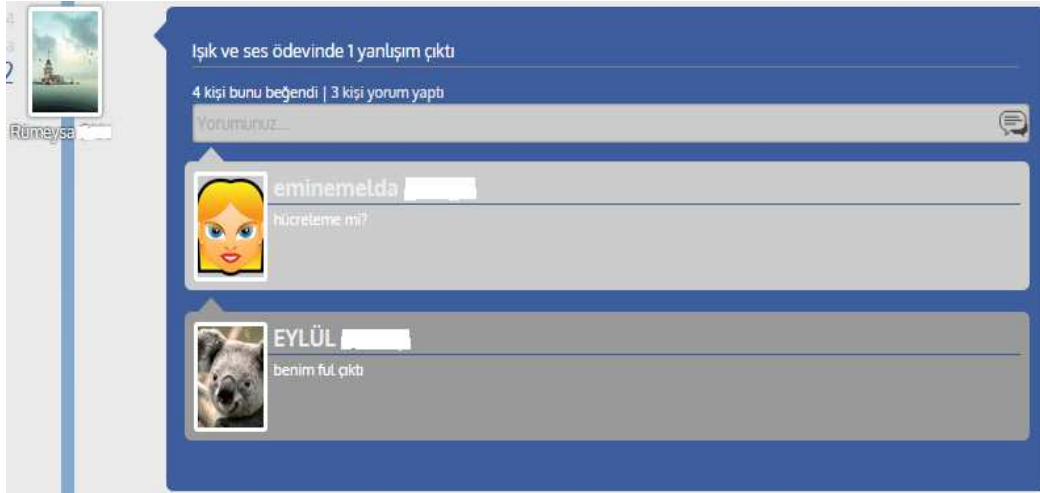 Rümeysa
Işık ve ses ödevinde 1 yanlışım çıktı
4 kişi bunu beğendi | 3 kişi yorum yaptı
Yorumunuz...
eminemelda
hücreleme mi?
EYLÜL
benim ful çıktı